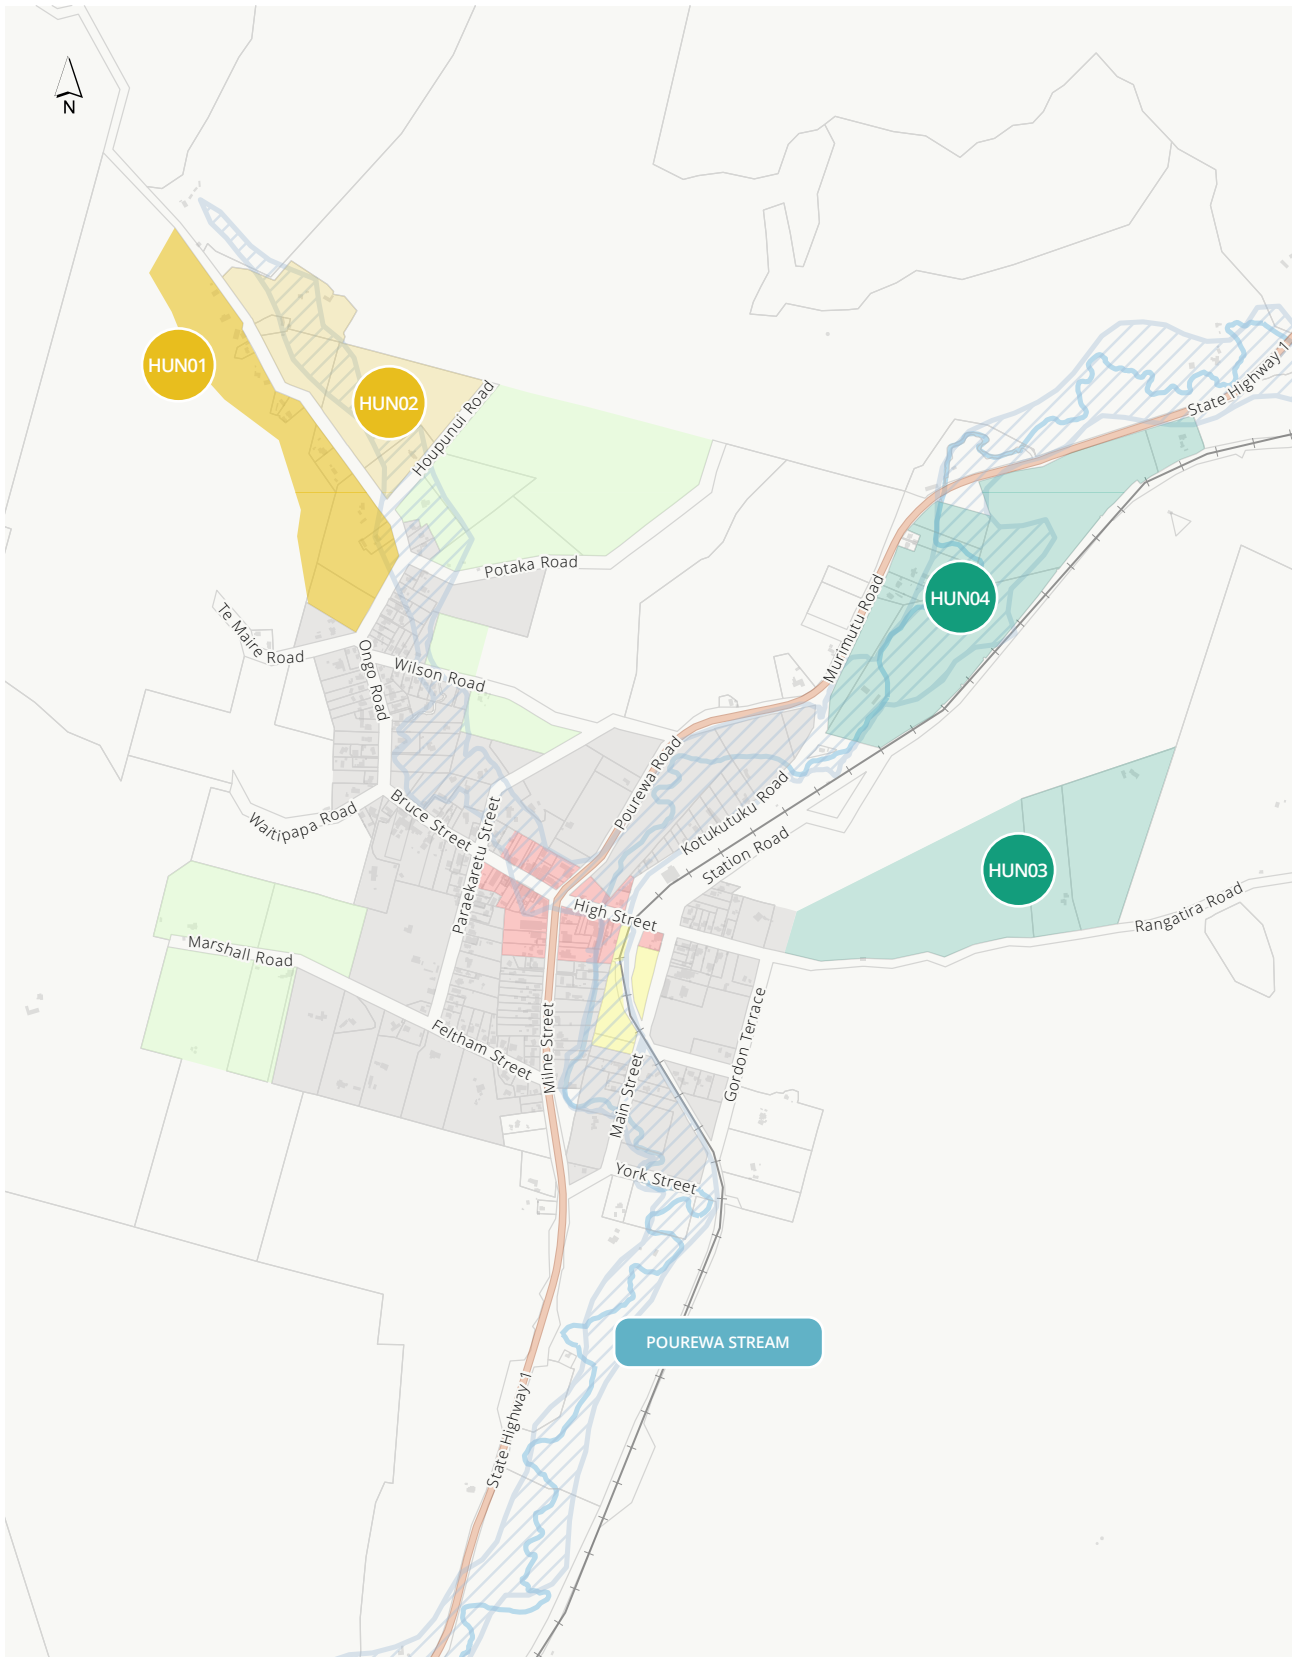 N
HUN01
HUN02
Houpunui Road
State Highway 1
Potaka Road
HUN04
Murimutu Road
Te Maire Road
Ongo Road
Wilson Road
Pourewa Road
Kotukutuku Road
Station Road
Waitipapa Road
Bruce Street
Paraekaretu Street
HUN03
High Street
Rangatira Road
Marshall Road
Feltham Street
Milne Street
Main Street
Gordon Terrace
York Street
POUREWA STREAM
State Highway 1